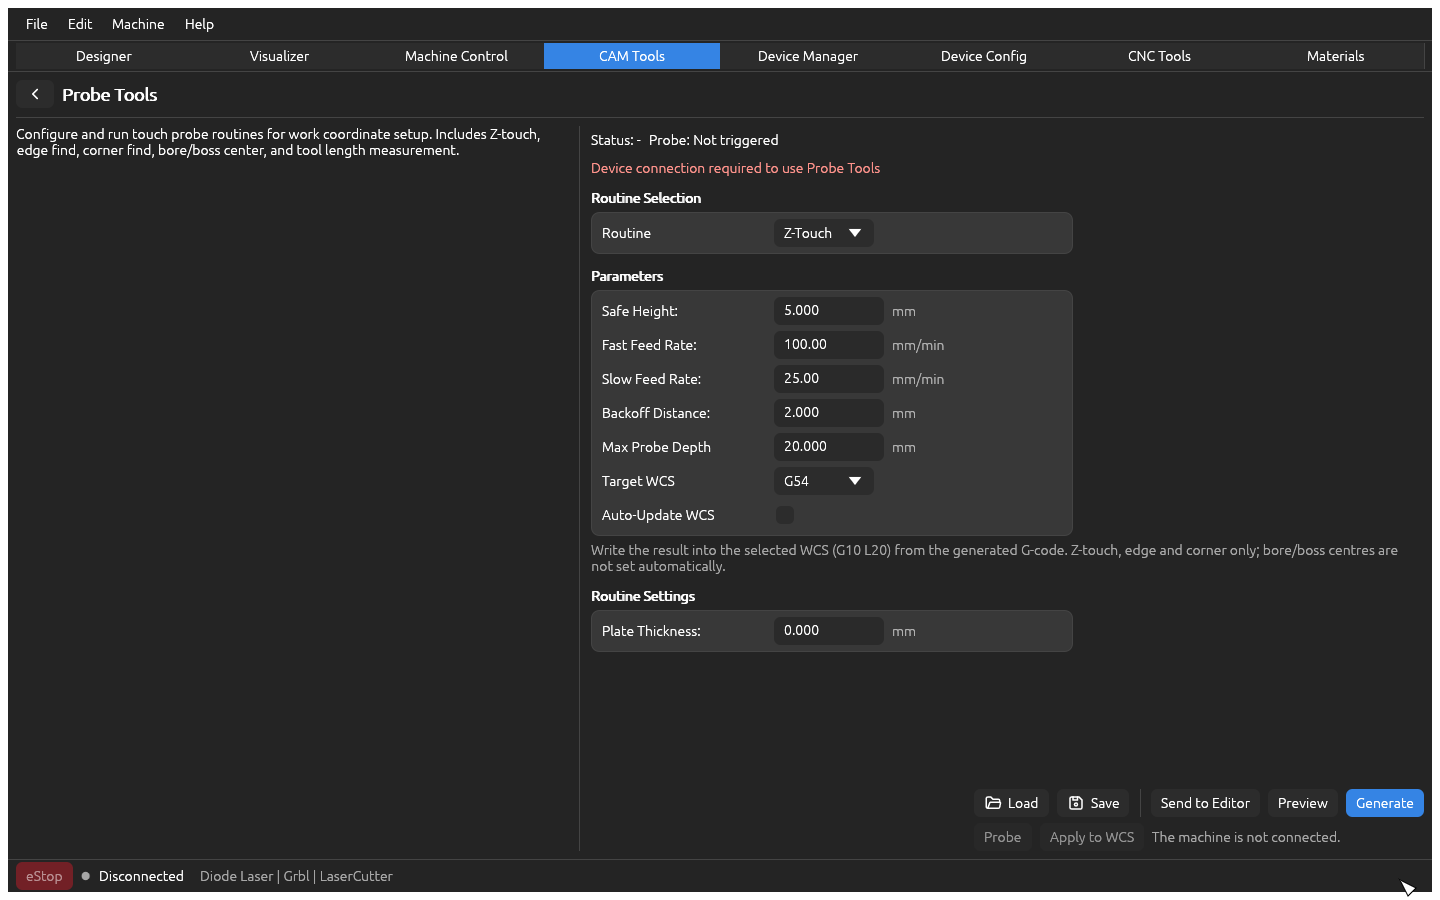 File Edit Machine Help
Designer Visualizer Machine Control CAM Tools Device Manager Device Config CNC Tools Materials
Probe Tools
Configure and run touch probe routines for work coordinate setup. Includes Z-touch,
edge find, corner find, bore/boss center, and tool length measurement.
Status: - Probe: Not triggered
Device connection required to use Probe Tools
Routine Selection
Routine Z-Touch
Parameters
Safe Height: 5.000 mm
Fast Feed Rate: 100.00 mm/min
Slow Feed Rate: 25.00 mm/min
Backoff Distance: 2.000 mm
Max Probe Depth 20.000 mm
Target WCS G54
Auto-Update WCS
Write the result into the selected WCS (G10 L20) from the generated G-code. Z-touch, edge and corner only; bore/boss centres are
not set automatically.
Routine Settings
Plate Thickness: 0.000 mm
Load Save Send to Editor Preview Generate
Probe Apply to WCS The machine is not connected.
eStop Disconnected Diode Laser | Grbl | LaserCutter